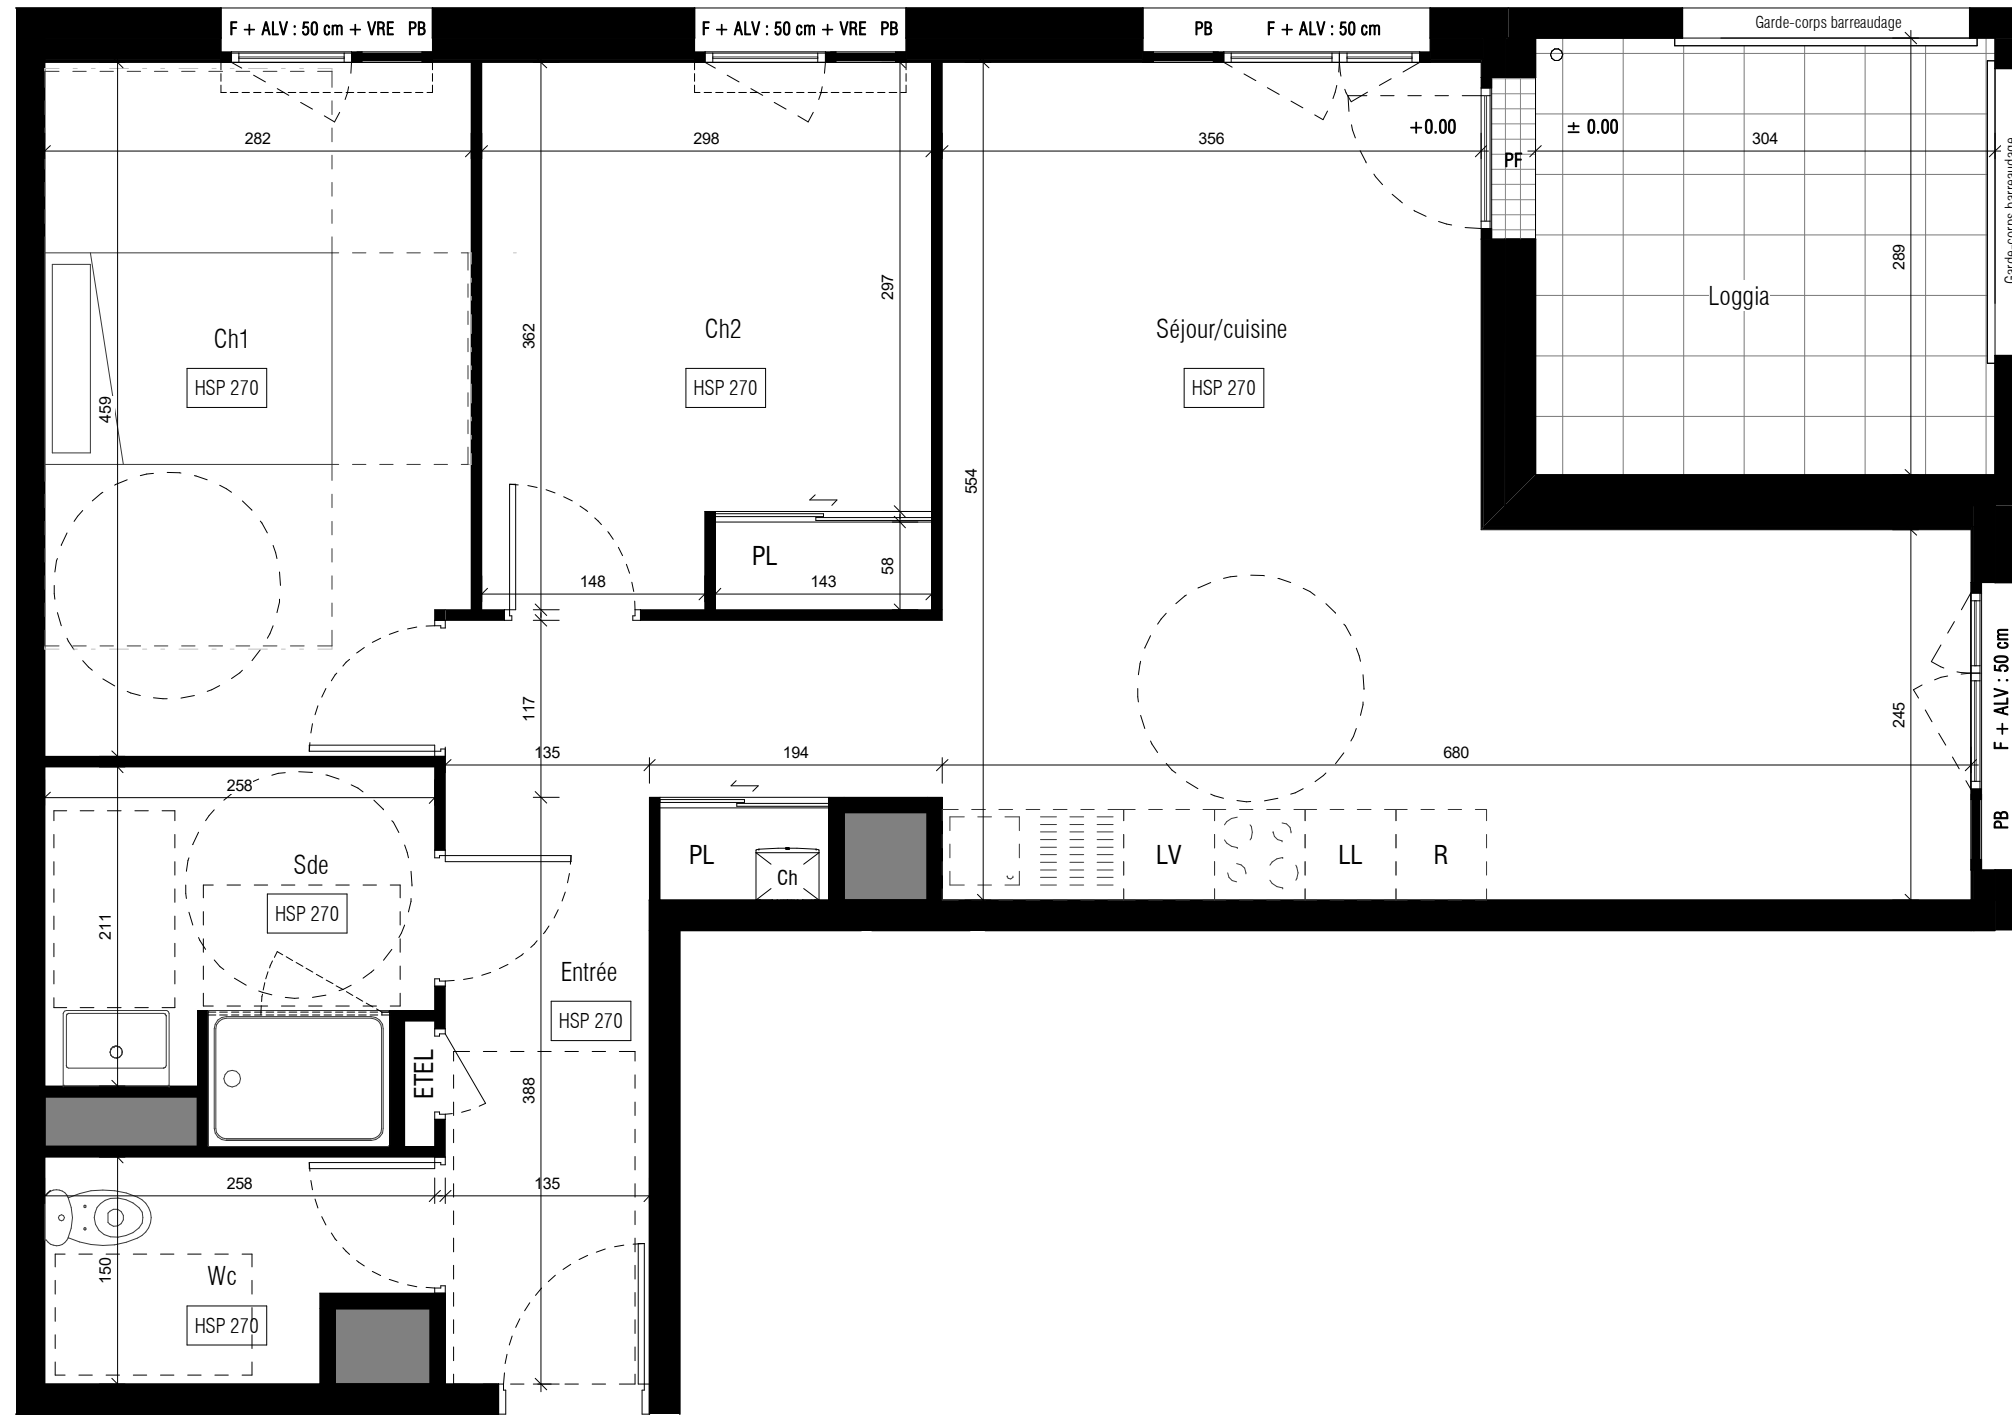 F + ALV : 50 cm + VRE PB
F + ALV : 50 cm + VRE PB
PB F + ALV : 50 cm
Garde-corps barreaudage
282
298
356
+0.00
PF
± 0.00
304
Garde-corps barreaudage
289
Loggia
297
362
Ch1
HSP 270
459
Ch2
HSP 270
Séjour/cuisine
HSP 270
554
PL
58
148
143
117
135
194
680
245
F + ALV : 50 cm
PB
258
Sde
HSP 270
211
PL
Ch
LV
LL
R
Entrée
HSP 270
ETEL
388
258
135
150
Wc
HSP 270